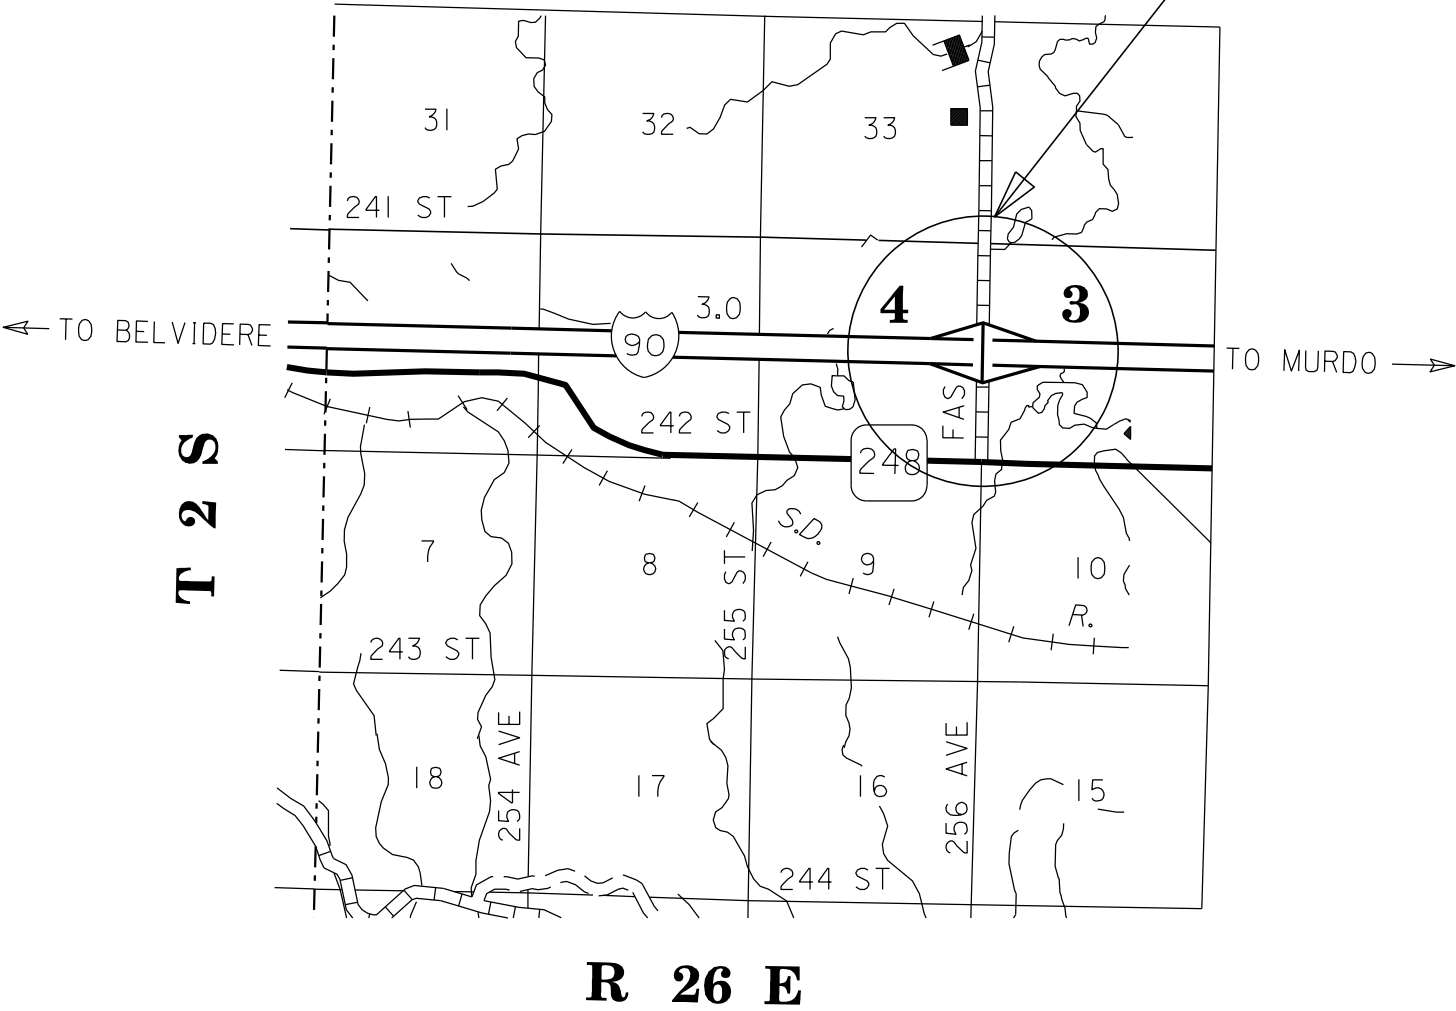 31
32
33
241 ST
3.0
4
3
TO BELVIDERE
90
TO MURDO
FAS
242 ST
248
T 2 S
S.D.
R.
7
8
9
10
255 ST
243 ST
254 AVE
256 AVE
18
17
16
15
244 ST
R 26 E